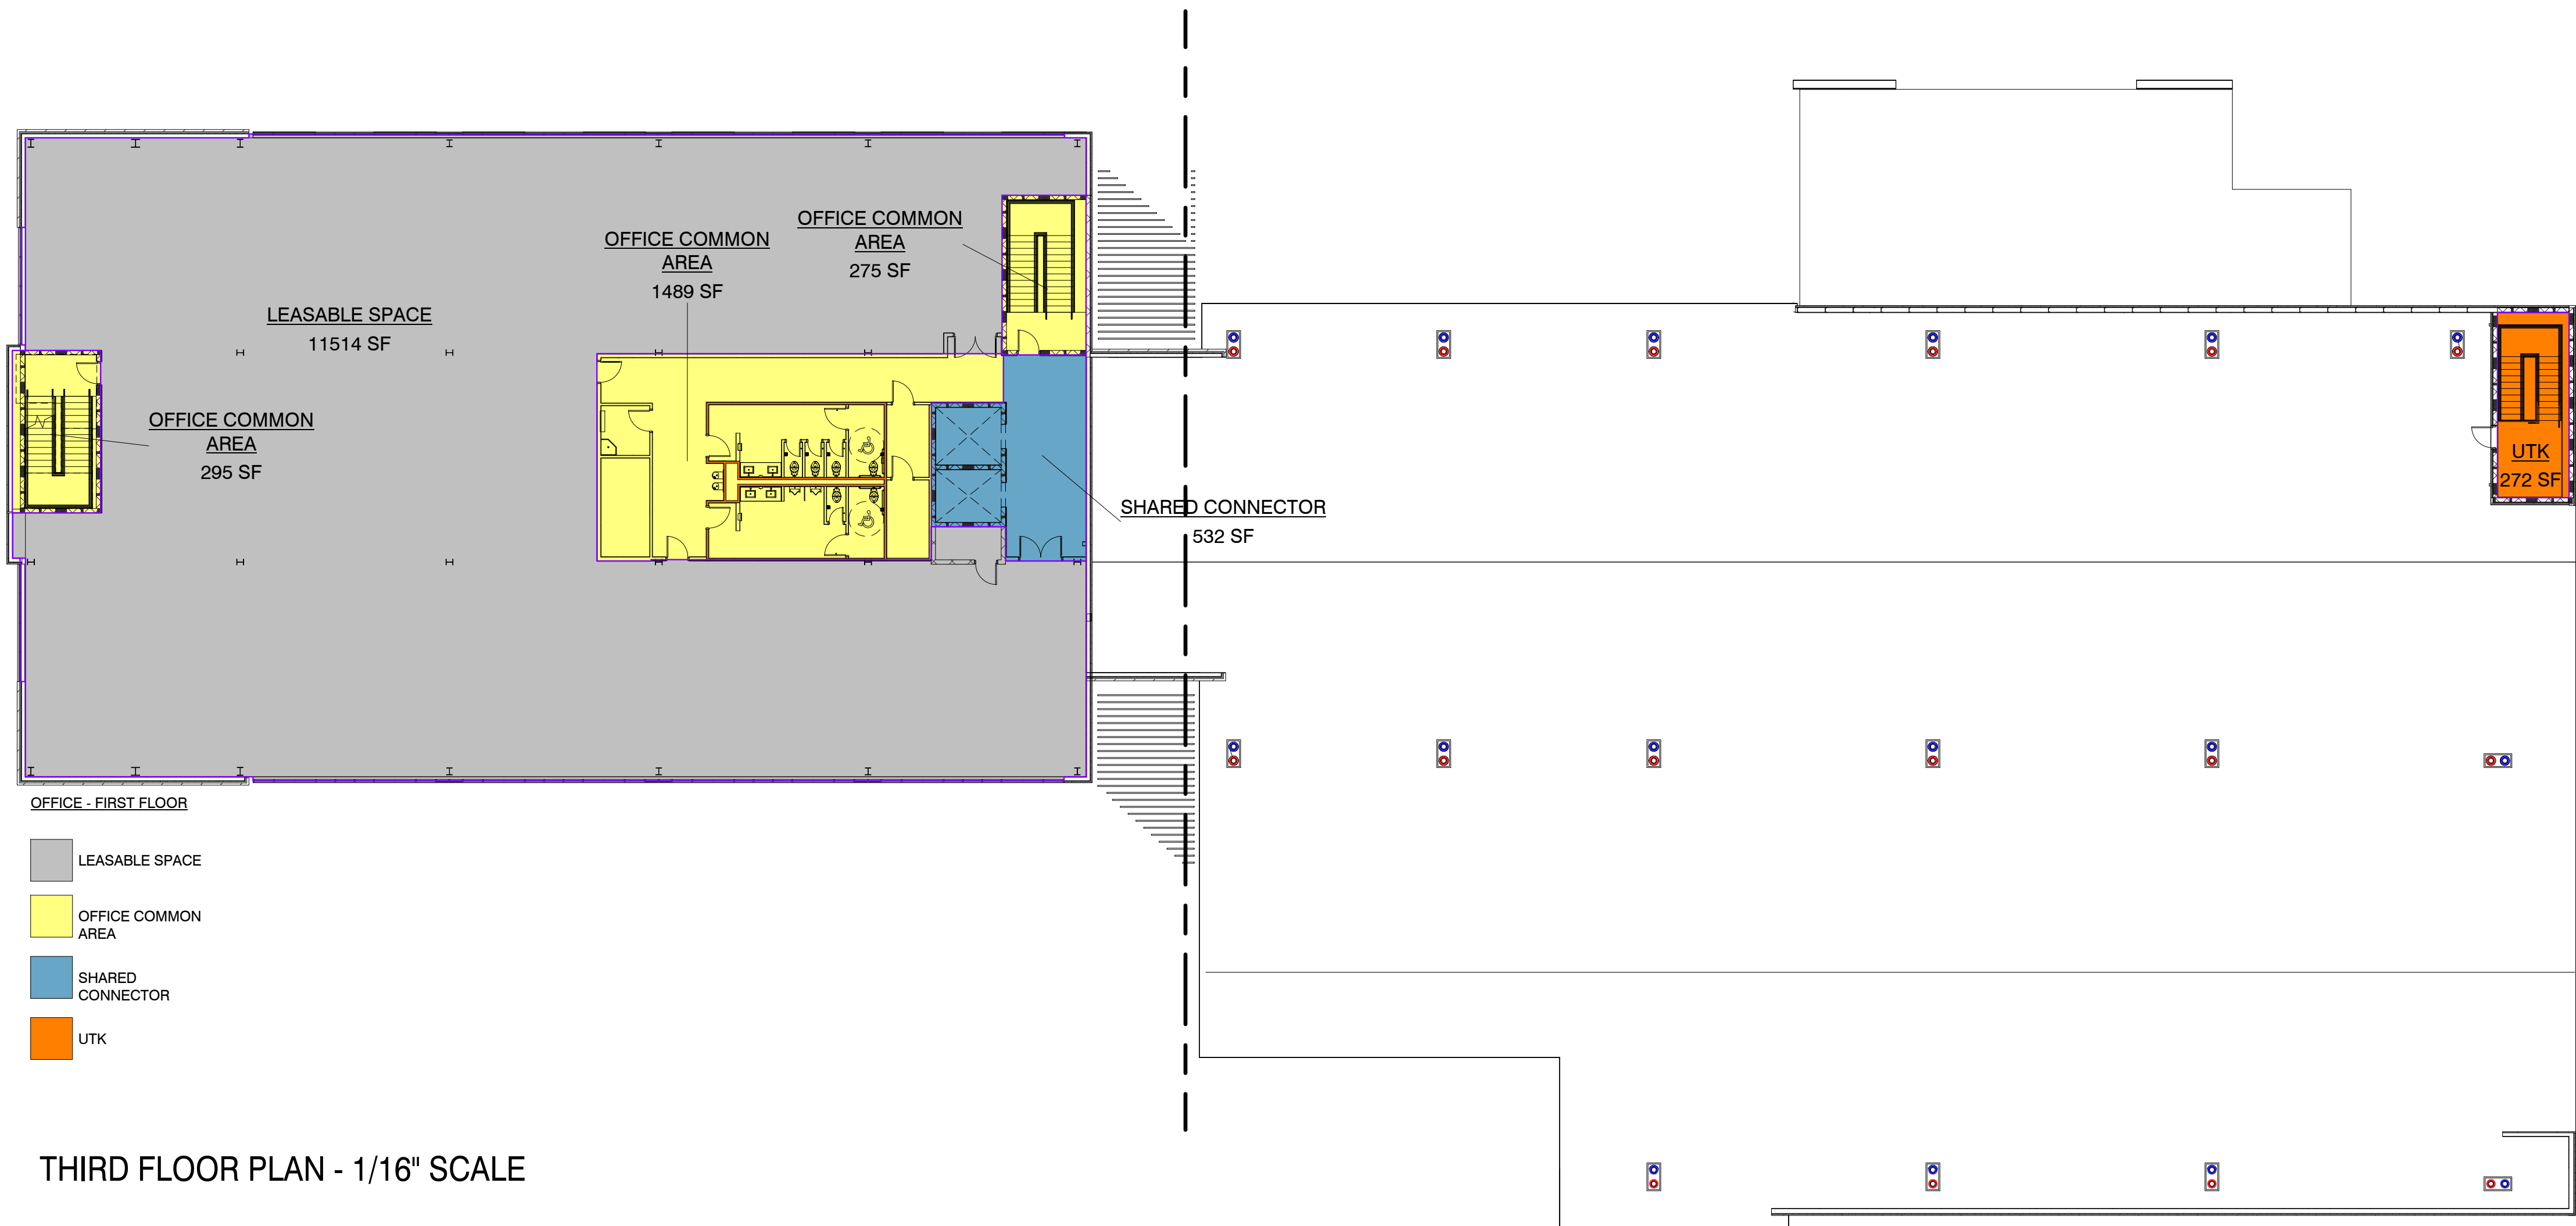 OFFICE COMMON
AREA
275 SF
OFFICE COMMON
AREA
1489 SF
LEASABLE SPACE
11514 SF
OFFICE COMMON
AREA
295 SF
SHARED CONNECTOR
532 SF
UTK
272 SF
OFFICE - FIRST FLOOR
LEASABLE SPACE
OFFICE COMMON
AREA
SHARED
CONNECTOR
UTK
THIRD FLOOR PLAN - 1/16" SCALE